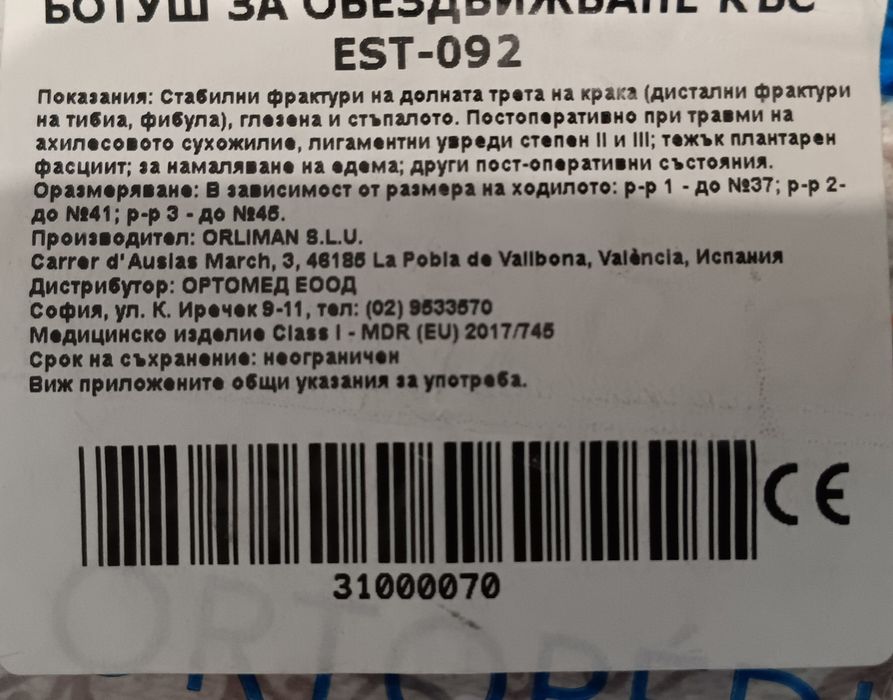 БОТУШ ЗА ОБЕЗДВИЖВАНЕ КЪС
EST-092
Показания: Стабилни фрактури на долната трета на крака (дистални фрактури
на тибиа, фибула), глезена и стъпалото. Постоперативно при травми на
ахилесовото сухожилие, лигаментни увреди степен II и III; тежък плантарен
фасциит; за намаляване на едема; други пост-оперативни състояния.
Оразмеряване: В зависимост от размера на ходилото: р-р 1 - до №37; р-р 2-
до №41; р-р 3 - до №45.
Производител: ORLIMAN S.L.U.
Carrer d'Ausias March, 3, 46185 La Pobla de Vallbona, València, Испания
Дистрибутор: ОРТОМЕД ЕООД
София, ул. К. Иречек 9-11, тел: (02) 9533570
Медицинско изделие Class I - MDR (EU) 2017/745
Срок на съхранение: неограничен
Виж приложените общи указания за употреба.
CE
31000070